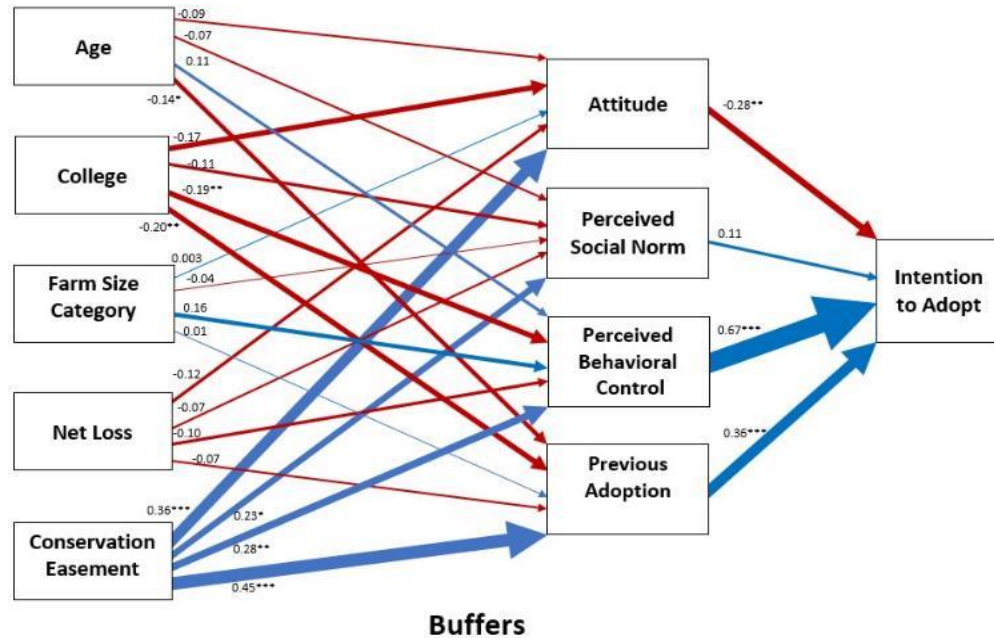 -0.09
-0.07
0.11
-0.14*
Age
-0.17
-0.11
-0.19**
-0.20**
College
0.003
-0.04
0.16
0.01
Farm Size
Category
-0.12
-0.07
-0.10
-0.07
Net Loss
0.36***
0.23*
0.28**
0.45***
Conservation
Easement
Attitude
-0.28**
Perceived
Social Norm
0.11
Perceived
Behavioral
Control
0.67***
Previous
Adoption
0.36***
Intention
to Adopt
Buffers